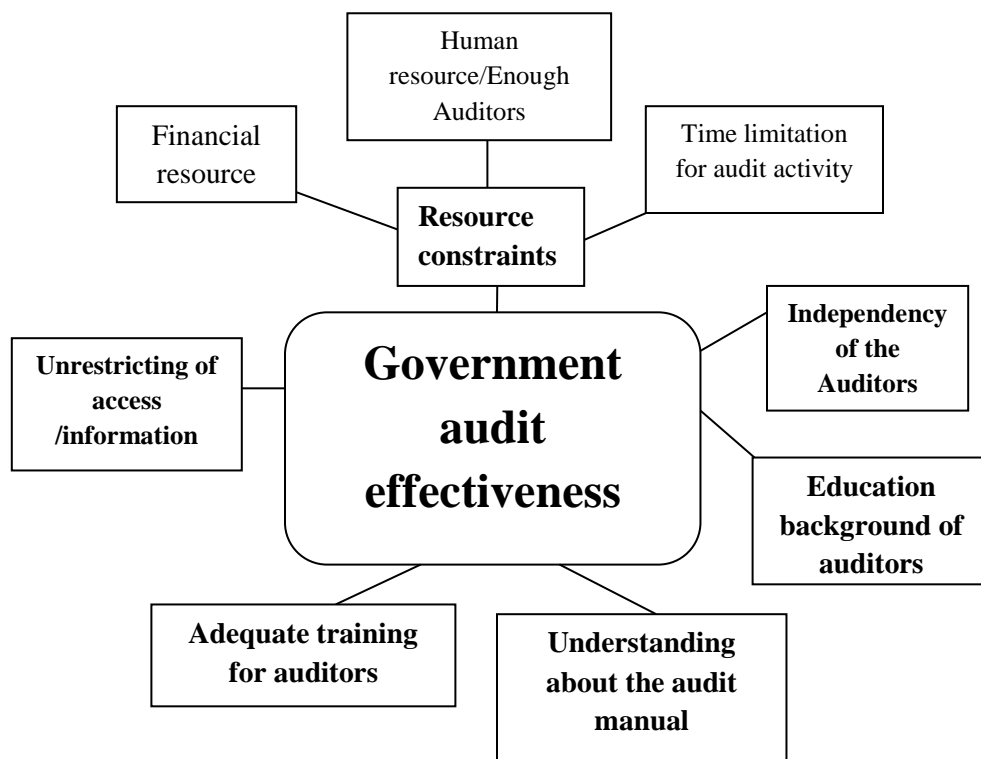 Human
resource/Enough
Auditors
Financial
resource
Time limitation
for audit activity
Resource
constraints
Government
audit
effectiveness
Independency
of the
Auditors
Unrestricting of
access
/information
Education
background of
auditors
Adequate training
for auditors
Understanding
about the audit
manual